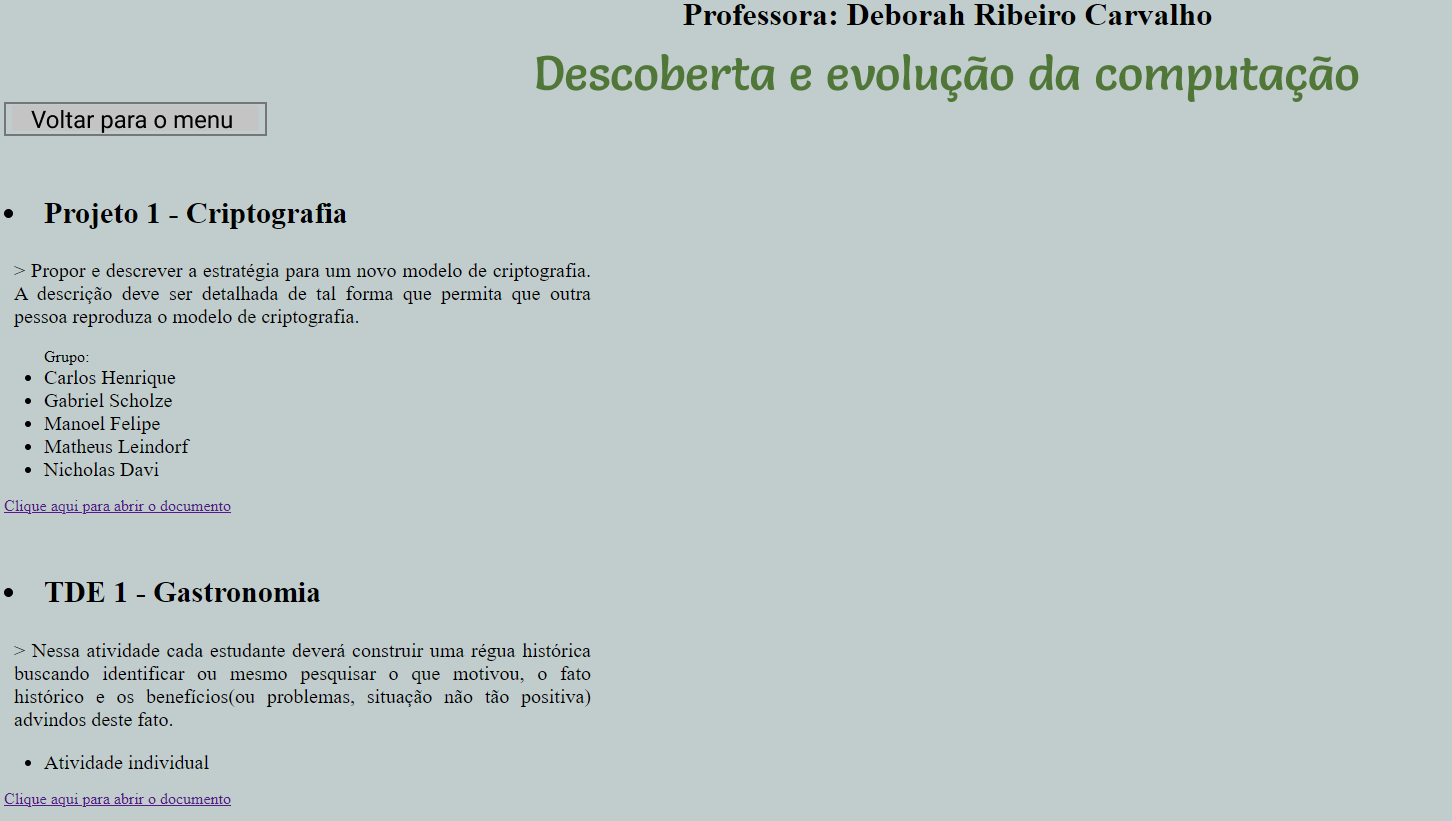 Professora: Deborah Ribeiro Carvalho
Descoberta e evolução da computação
Voltar para o menu
• Projeto 1 - Criptografia
> Propor e descrever a estratégia para um novo modelo de criptografia.
A descrição deve ser detalhada de tal forma que permita que outra
pessoa reproduza o modelo de criptografia.
Grupo:
• Carlos Henrique
• Gabriel Scholze
• Manoel Felipe
• Matheus Leindorf
• Nicholas Davi
Clique aqui para abrir o documento
• TDE 1 - Gastronomia
> Nessa atividade cada estudante deverá construir uma régua histórica
buscando identificar ou mesmo pesquisar o que motivou, o fato
histórico e os benefícios(ou problemas, situação não tão positiva)
advindos deste fato.
• Atividade individual
Clique aqui para abrir o documento